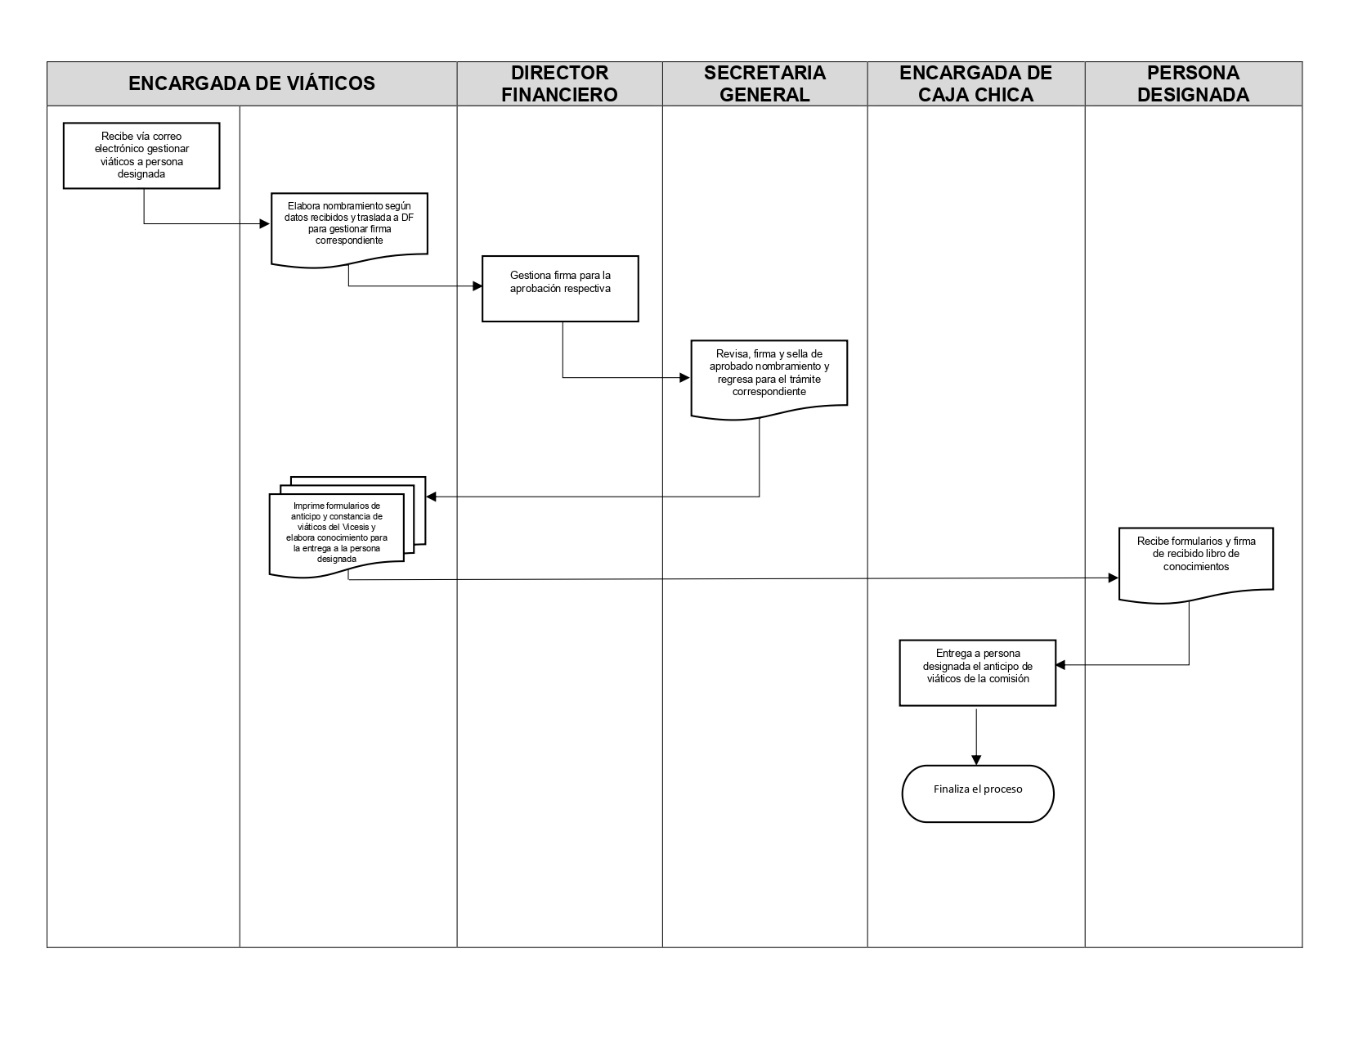 ENCARGADA DE VIÁTICOS
DIRECTOR
FINANCIERO
SECRETARIA
GENERAL
ENCARGADA DE
CAJA CHICA
PERSONA
DESIGNADA
Recibe vía correo
electrónico gestionar
viáticos a persona
designada
Elabora nombramiento según
datos recibidos y traslada a DF
para gestionar firma
correspondiente
Gestiona firma para la
aprobación respectiva
Revisa, firma y sella de
aprobado nombramiento y
regresa para el trámite
correspondiente
Imprime formularios de
anticipo y constancia de
viáticos del Vicesis y
elabora conocimiento para
la entrega a la persona
designada
Recibe formularios y firma
de recibido libro de
conocimientos
Entrega a persona
designada el anticipo de
viáticos de la comisión
Finaliza el proceso